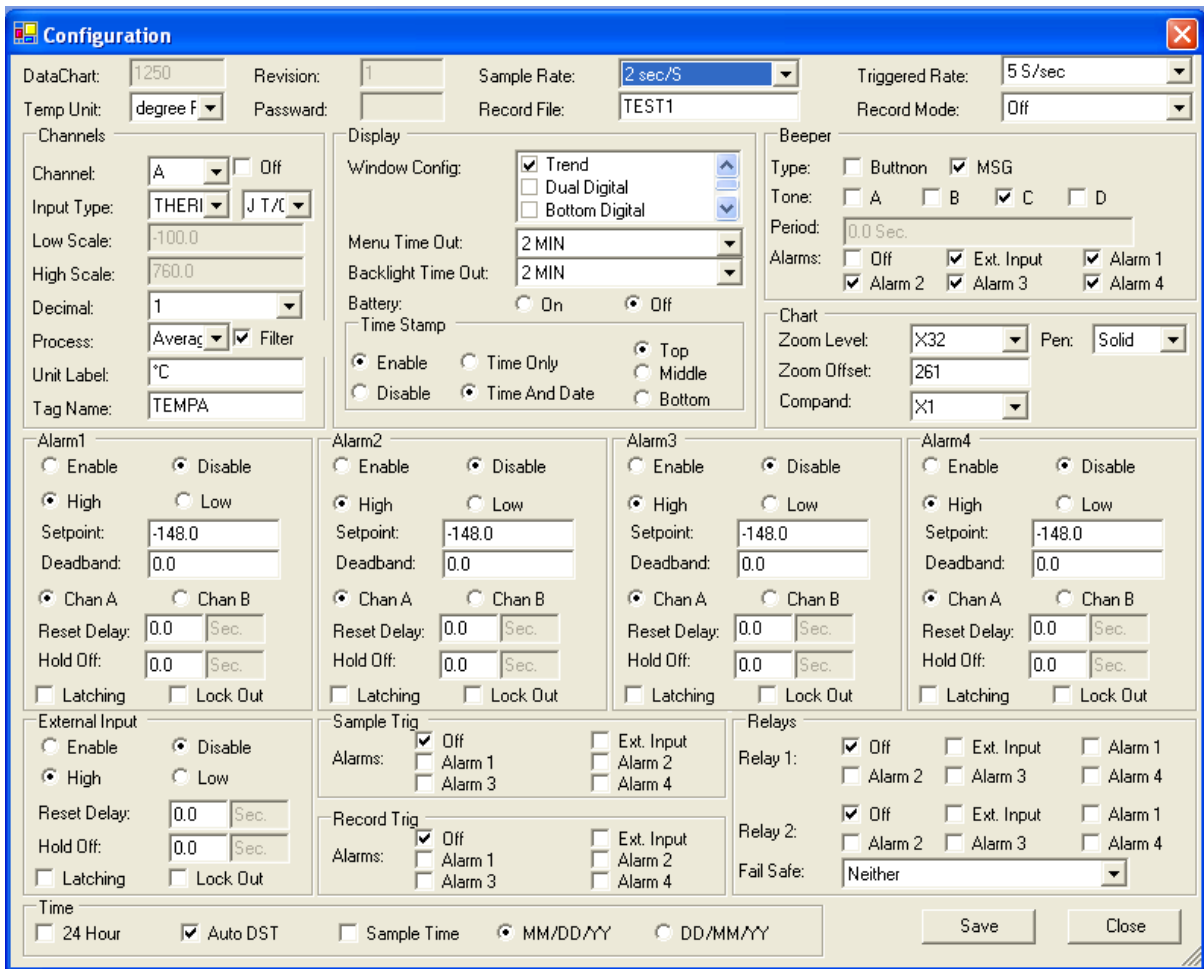 Configuration
DataChart: 1250 Revision: 1 Sample Rate: 2 sec/S Triggered Rate: 5 S/sec
Temp Unit: degree F Passward: Record File: TEST1 Record Mode: Off
Channels
Channel: A Off
Input Type: THERI J T/C
Low Scale: -100.0
High Scale: 760.0
Decimal: 1
Process: Averag Filter
Unit Label: °C
Tag Name: TEMPA
Display
Window Config: Trend
Dual Digital
Bottom Digital
Menu Time Out: 2 MIN
Backlight Time Out: 2 MIN
Battery: On Off
Time Stamp
Enable Time Only Top
Middle
Disable Time And Date Bottom
Beeper
Type: Buttnon MSG
Tone: A B C D
Period: 0.0 Sec.
Alarms: Off Ext. Input Alarm 1
Alarm 2 Alarm 3 Alarm 4
Chart
Zoom Level: X32 Pen: Solid
Zoom Offset: 261
Compand: X1
Alarm1
Enable Disable
High Low
Setpoint: -148.0
Deadband: 0.0
Chan A Chan B
Reset Delay: 0.0 Sec.
Hold Off: 0.0 Sec.
Latching Lock Out
Alarm2
Enable Disable
High Low
Setpoint: -148.0
Deadband: 0.0
Chan A Chan B
Reset Delay: 0.0 Sec.
Hold Off: 0.0 Sec.
Latching Lock Out
Alarm3
Enable Disable
High Low
Setpoint: -148.0
Deadband: 0.0
Chan A Chan B
Reset Delay: 0.0 Sec.
Hold Off: 0.0 Sec.
Latching Lock Out
Alarm4
Enable Disable
High Low
Setpoint: -148.0
Deadband: 0.0
Chan A Chan B
Reset Delay: 0.0 Sec.
Hold Off: 0.0 Sec.
Latching Lock Out
External Input
Enable Disable
High Low
Reset Delay: 0.0 Sec.
Hold Off: 0.0 Sec.
Latching Lock Out
Sample Trig
Off Ext. Input
Alarms: Alarm 1 Alarm 2
Alarm 3 Alarm 4
Record Trig
Off Ext. Input
Alarms: Alarm 1 Alarm 2
Alarm 3 Alarm 4
Relays
Relay 1: Off Ext. Input Alarm 1
Alarm 2 Alarm 3 Alarm 4
Relay 2: Off Ext. Input Alarm 1
Alarm 2 Alarm 3 Alarm 4
Fail Safe: Neither
Time
24 Hour Auto DST Sample Time MM/DD/YY DD/MM/YY
Save Close